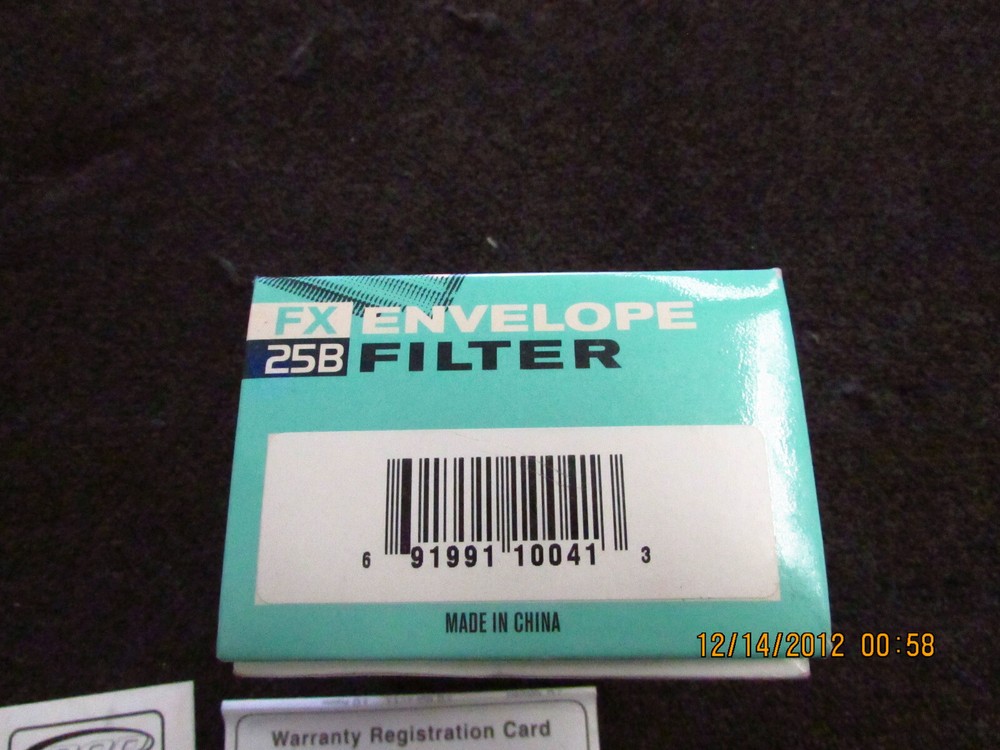 FX ENVELOPE
25B FILTER
6 91991 10041 3
MADE IN CHINA
12/14/2012 00:58
Warranty Registration Card